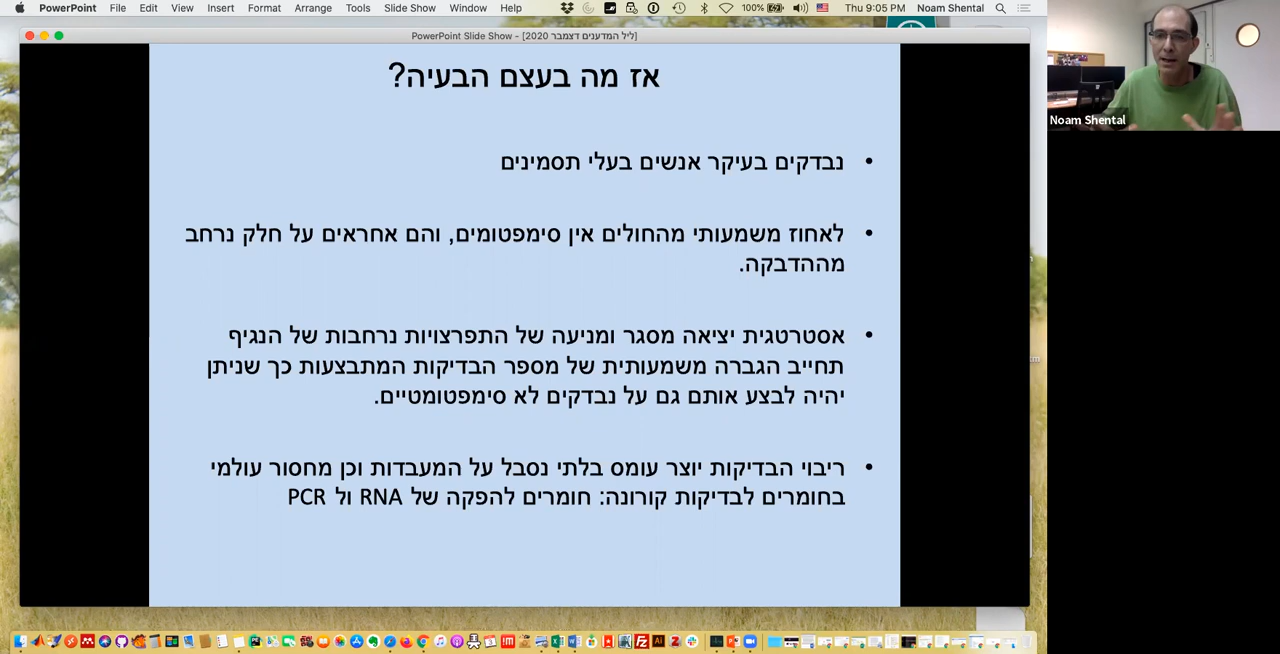 PowerPoint File Edit View Insert Format Arrange Tools Slide Show Window Help 100% Thu 9:05 PM Noam Shental
PowerPoint Slide Show - [ליל המדענים דצמבר 2020]
אז מה בעצם הבעיה?
• נבדקים בעיקר אנשים בעלי תסמינים
• לאחוז משמעותי מהחולים אין סימפטומים, והם אחראים על חלק נרחב
מההדבקה.
• אסטרטגית יציאה מסגר ומניעה של התפרצויות נרחבות של הנגיף
תחייב הגברה משמעותית של מספר הבדיקות המתבצעות כך שניתן
יהיה לבצע אותם גם על נבדקים לא סימפטומטיים.
• ריבוי הבדיקות יוצר עומס בלתי נסבל על המעבדות וכן מחסור עולמי
בחומרים לבדיקות קורונה: חומרים להפקה של RNA ול PCR
Noam Shental